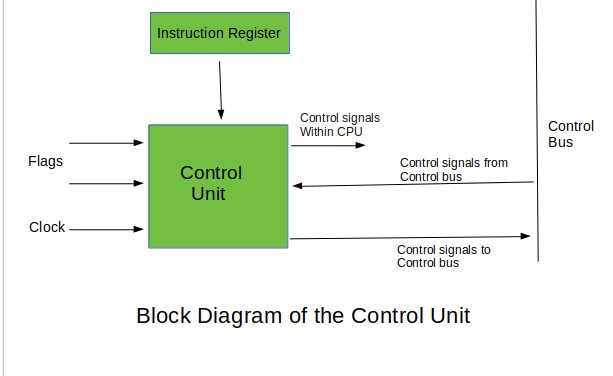 Instruction Register
Control signals
Within CPU
Control
Bus
Flags
Control
Unit
Control signals from
Control bus
Clock
Control signals to
Control bus
Block Diagram of the Control Unit